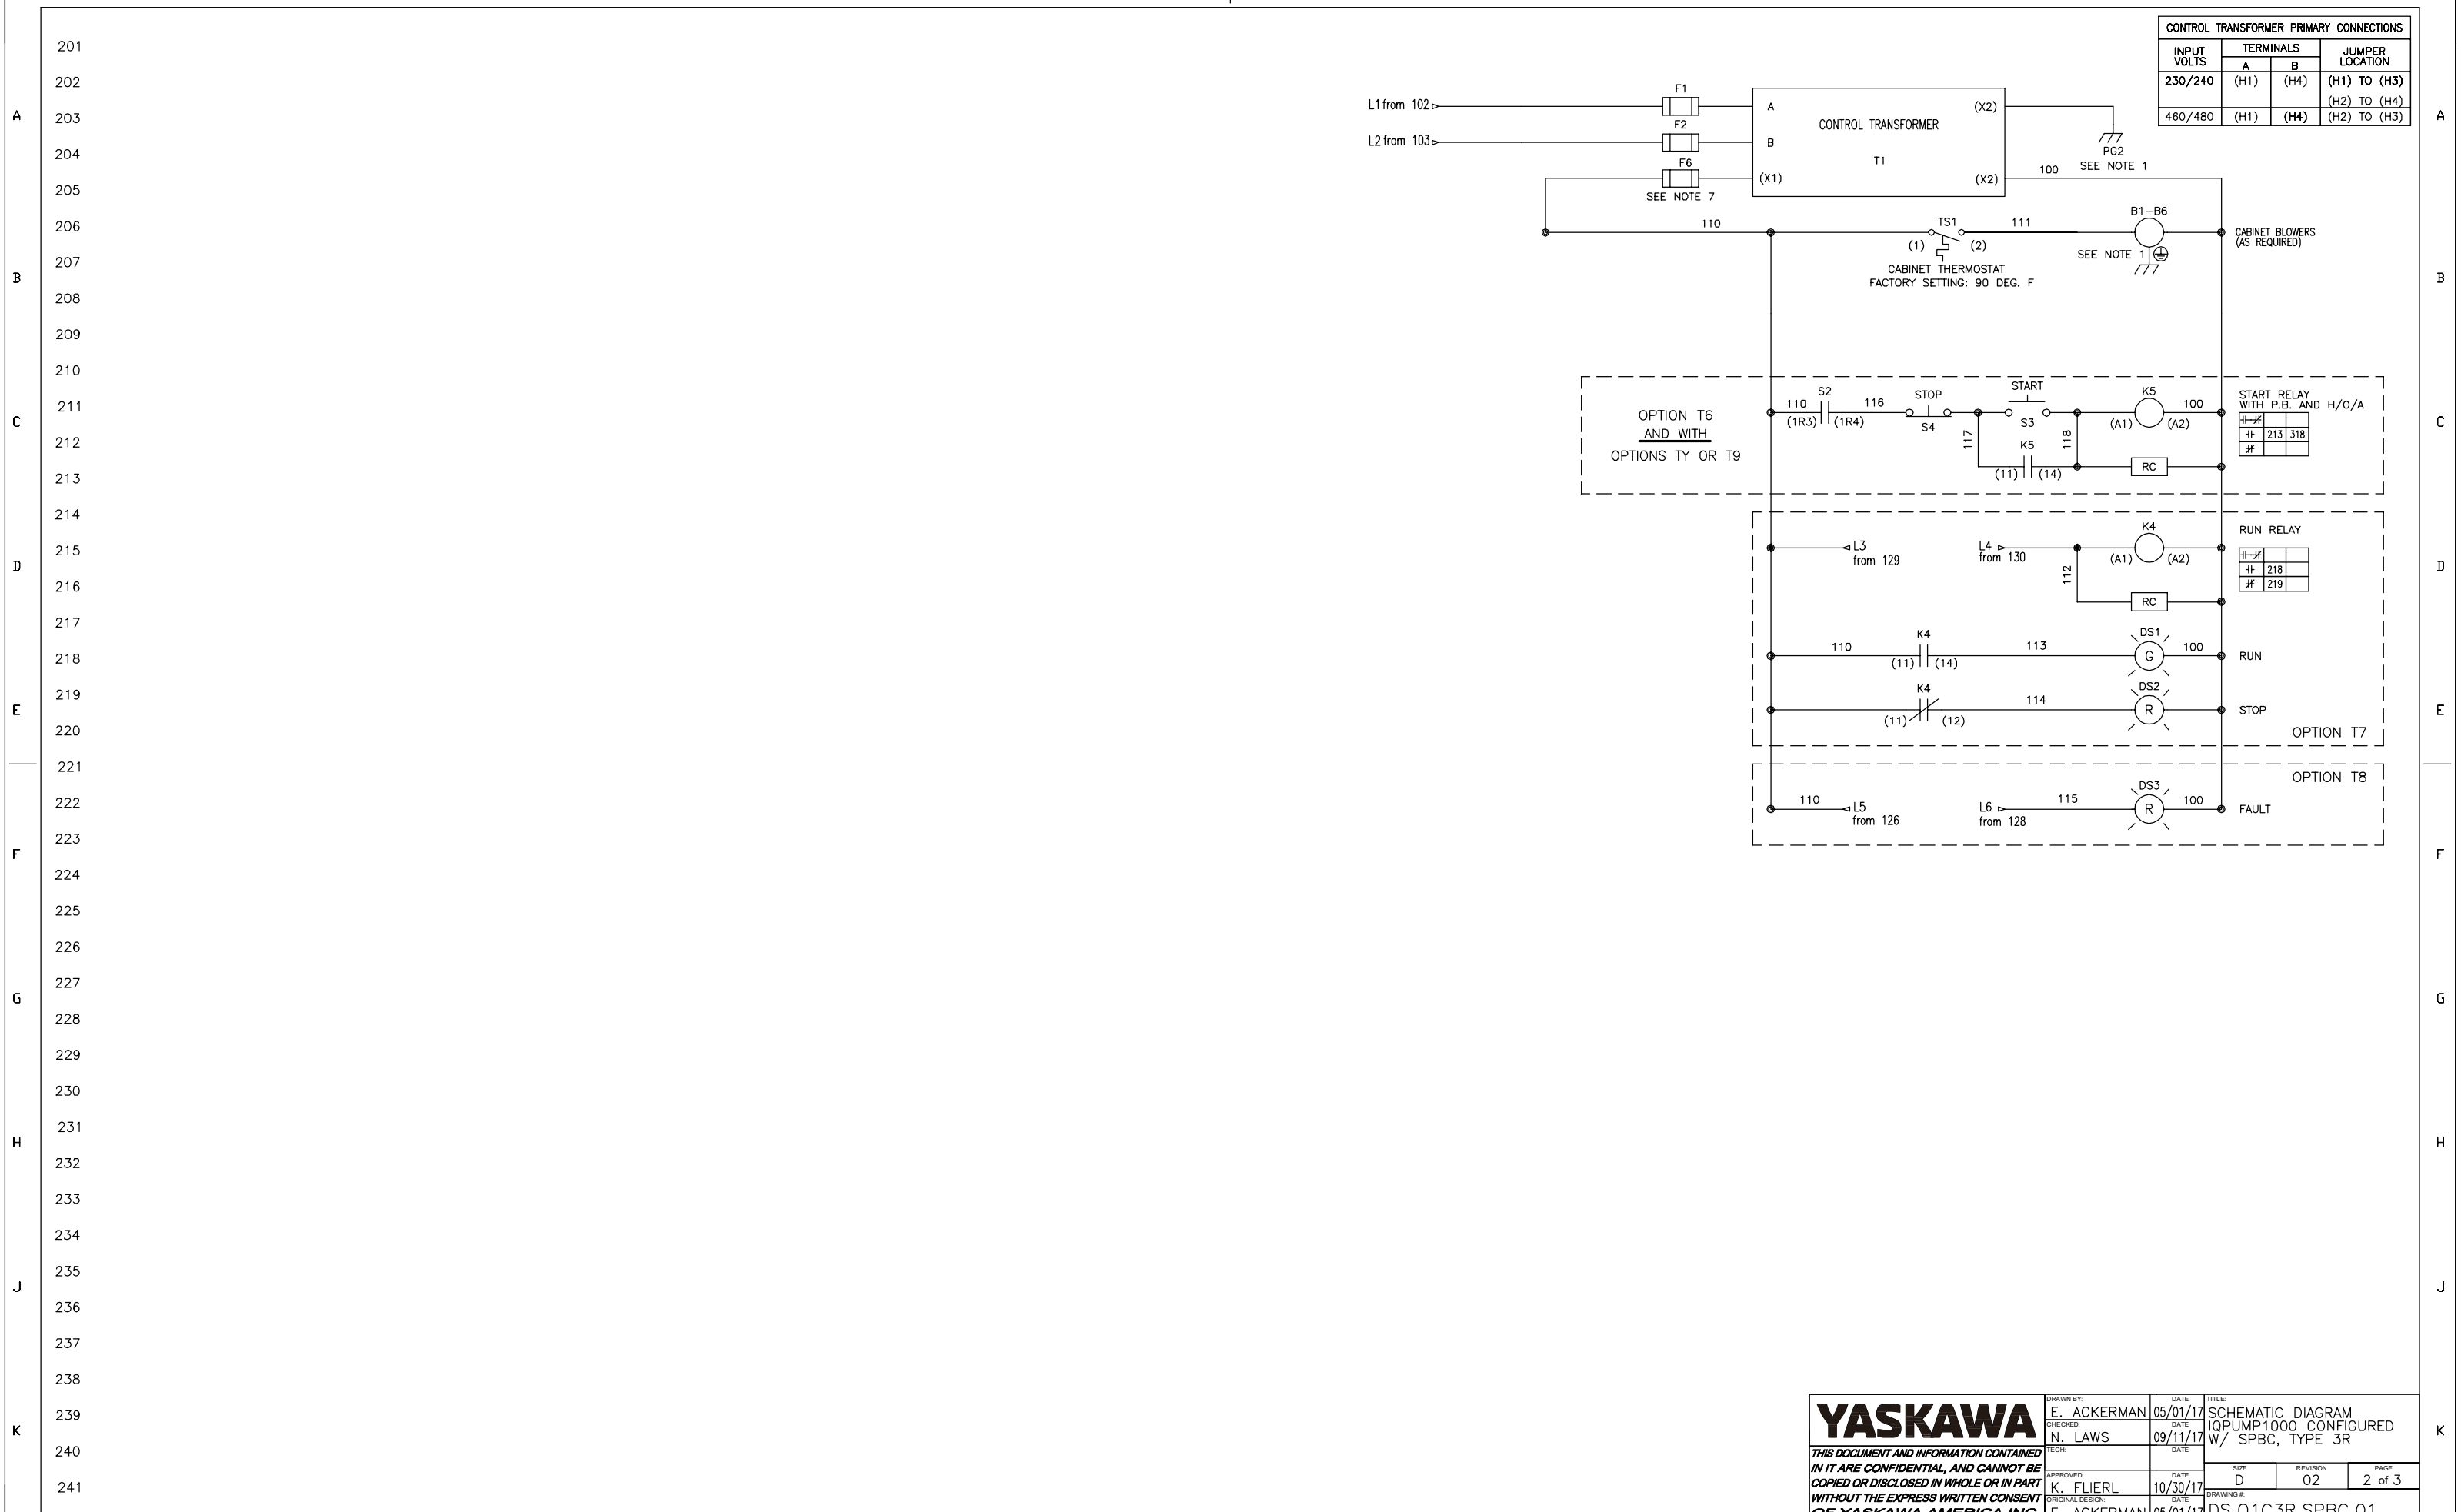 CONTROL TRANSFORMER PRIMARY CONNECTIONS
INPUT VOLTS TERMINALS JUMPER LOCATION
A B
230/240 (H1) (H4) (H1) TO (H3)
(H2) TO (H4)
460/480 (H1) (H4) (H2) TO (H3)
201
202
A A
203
204
205
206
207
B B
208
209
210
211
C C
212
213
214
215
D D
216
217
218
219
E E
220
221
222
223
F F
224
225
226
227
G G
228
229
230
231
H H
232
233
234
235
J J
236
237
238
239
K K
240
241
L1 from 102
F1
A
(X2)
L2 from 103
F2
B
CONTROL TRANSFORMER
T1
PG2
SEE NOTE 1
F6
(X1)
(X2)
100
SEE NOTE 7
110
TS1
(1) (2)
111
B1-B6
SEE NOTE 1
CABINET BLOWERS
(AS REQUIRED)
CABINET THERMOSTAT
FACTORY SETTING: 90 DEG. F
OPTION T6
AND WITH
OPTIONS TY OR T9
S2
110
116
(1R3) (1R4)
STOP
S4
START
S3
117
118
K5
(11) (14)
K5
(A1) (A2)
100
RC
START RELAY
WITH P.B. AND H/O/A
213 318
L3
from 129
L4
from 130
112
K4
(A1) (A2)
RC
RUN RELAY
218
219
110
K4
(11) (14)
113
DS1
G
100
RUN
K4
(11) (12)
114
DS2
R
STOP
OPTION T7
OPTION T8
110
L5
from 126
L6
from 128
115
DS3
R
100
FAULT
YASKAWA
THIS DOCUMENT AND INFORMATION CONTAINED
IN IT ARE CONFIDENTIAL, AND CANNOT BE
COPIED OR DISCLOSED IN WHOLE OR IN PART
WITHOUT THE EXPRESS WRITTEN CONSENT
OF YASKAWA AMERICA INC
DRAWN BY: DATE
E. ACKERMAN 05/01/17
CHECKED: DATE
N. LAWS 09/11/17
TECH: DATE
APPROVED: DATE
K. FLIERL 10/30/17
ORIGINAL DESIGN: DATE
E. ACKERMAN 05/01/17
TITLE:
SCHEMATIC DIAGRAM
IQPUMP1000 CONFIGURED
W/ SPBC, TYPE 3R
SIZE REVISION PAGE
D 02 2 of 3
DRAWING #: